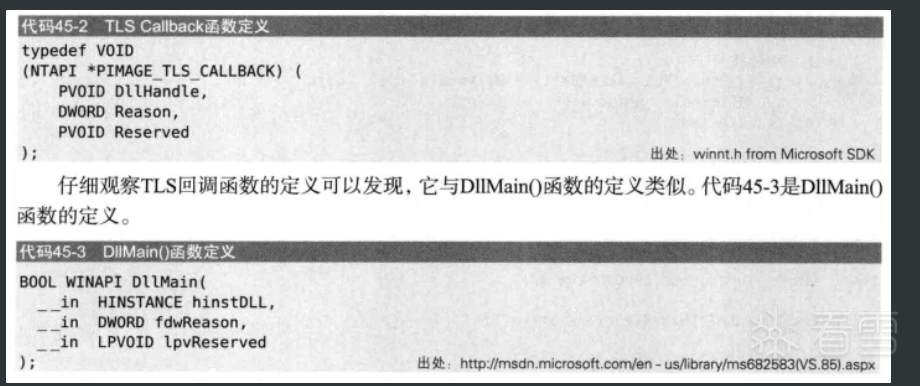 代码45-2 TLS Callback函数定义
typedef VOID
(NTAPI *PIMAGE_TLS_CALLBACK) (
PVOID DllHandle,
DWORD Reason,
PVOID Reserved
);
出处：winnt.h from Microsoft SDK
仔细观察TLS回调函数的定义可以发现，它与DllMain()函数的定义类似。代码45-3是DllMain()
函数的定义。
代码45-3 DllMain()函数定义
BOOL WINAPI DllMain(
__in HINSTANCE hinstDLL,
__in DWORD fdwReason,
__in LPVOID lpvReserved
);
出处：http://msdn.microsoft.com/en-us/library/ms682583(VS.85).aspx
看雪